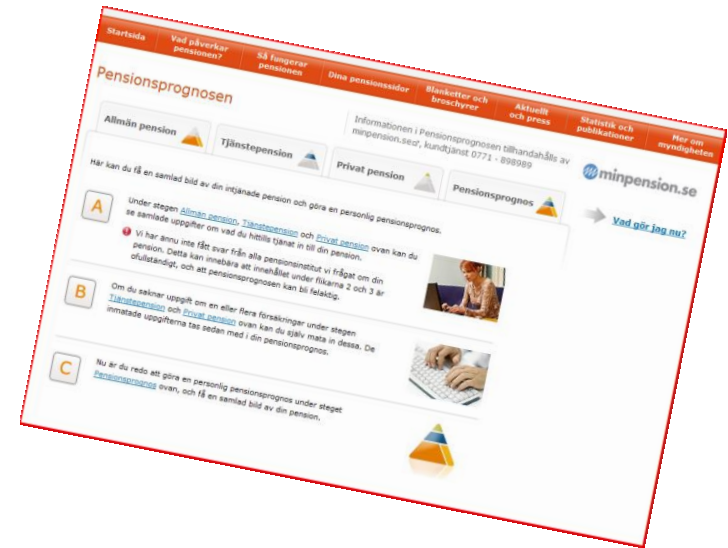 Startsida
Vad påverkar
pensionen?
Så fungerar
pensionen
Dina pensionssidor
Blanketter och
broschyrer
Aktuellt
och press
Statistik och
publikationer
Mer om
myndigheten
Pensionsprognosen
Informationen i Pensionsprognosen tillhandahålls av
minpension.se, kundtjänst 0771 - 898989
minpension.se
Allmän pension
Tjänstepension
Privat pension
Pensionsprognos
Vad gör jag nu?
Här kan du få en samlad bild av din intjänade pension och göra en personlig pensionsprognos.
A
Under stegen Allmän pension, Tjänstepension och Privat pension ovan kan du
se samlade uppgifter om vad du hittills tjänat in till din pension.
Vi har ännu inte fått svar från alla pensionsinstitut vi frågat om din
pension. Detta kan innebära att innehållet under flikarna 2 och 3 är
ofullständigt, och att pensionsprognosen kan bli felaktig.
B
Om du saknar uppgift om en eller flera försäkringar under stegen
Tjänstepension och Privat pension ovan kan du själv mata in dessa. De
inmatade uppgifterna tas sedan med i din pensionsprognos.
C
Nu är du redo att göra en personlig pensionsprognos under steget
Pensionsprognos ovan, och få en samlad bild av din pension.